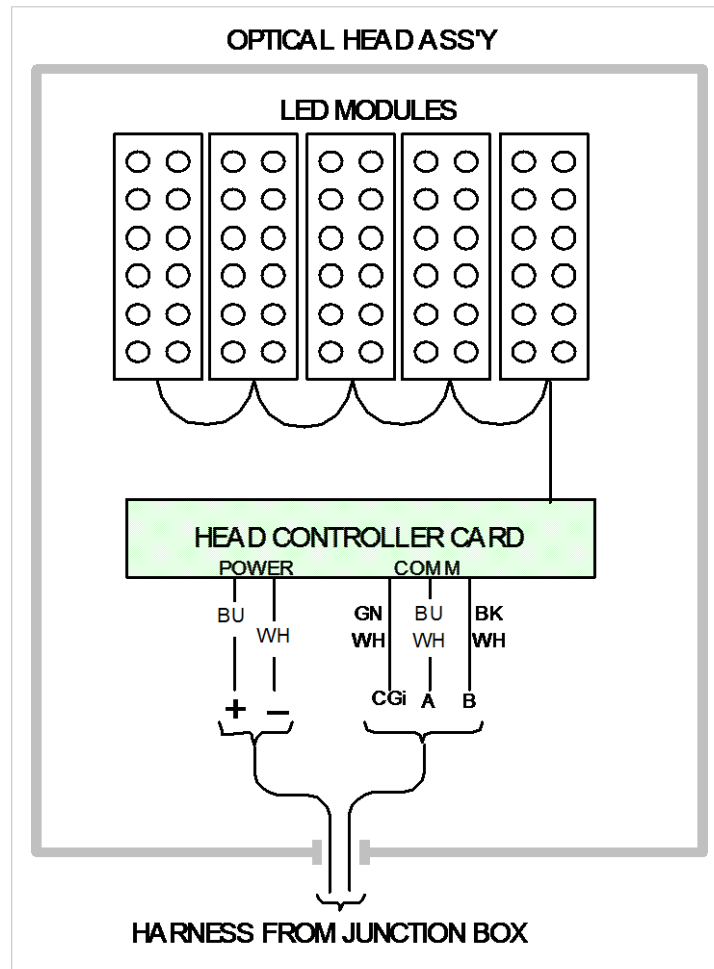 OPTICAL HEAD ASS'Y
LED MODULES
HEAD CONTROLLER CARD
POWER COMM
BU WH GN WH BU WH BK WH
+ – CGi A B
HARNESS FROM JUNCTION BOX